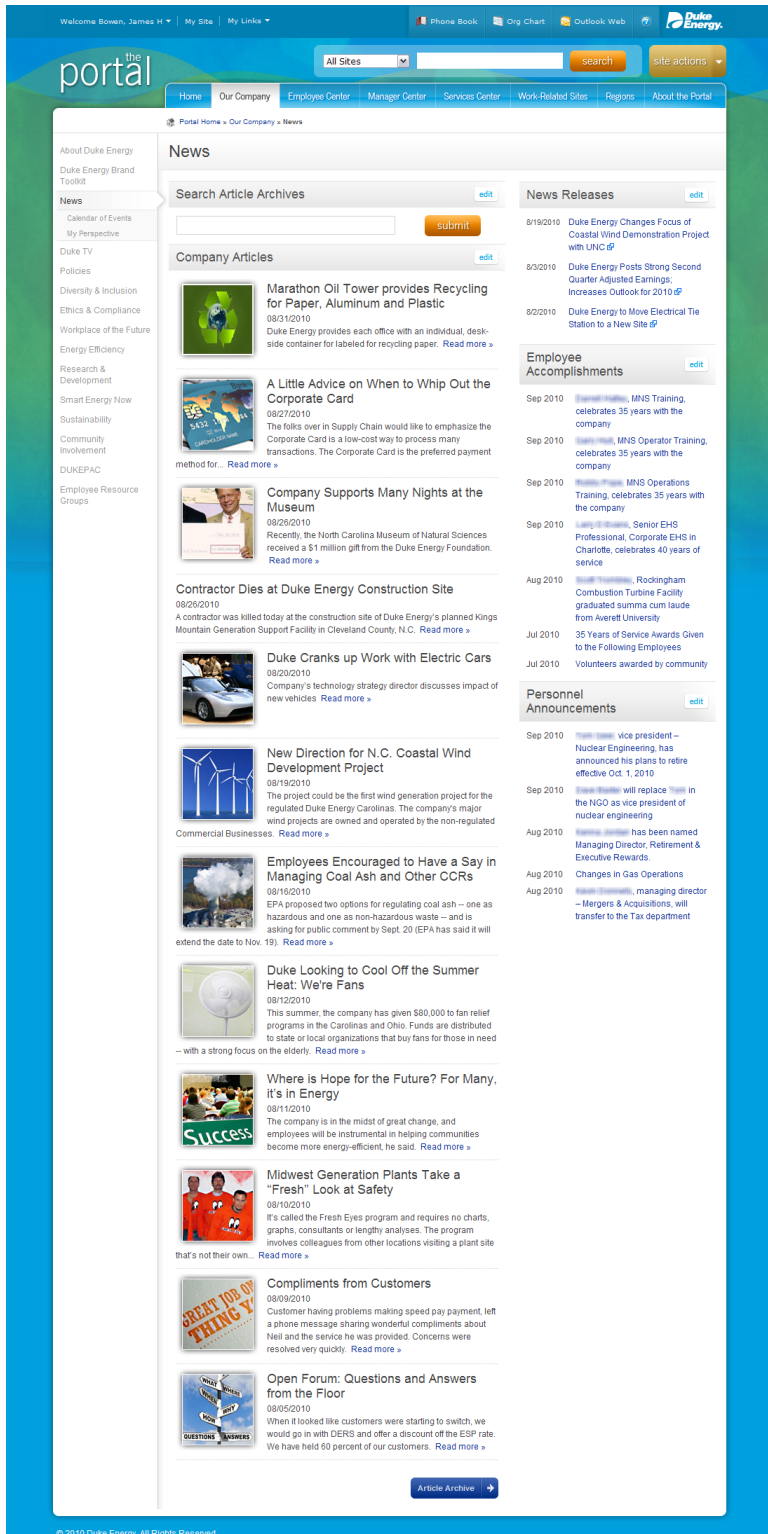 Welcome Bowen, James H
My Site
My Links
Phone Book
Org Chart
Outlook Web
Duke Energy.
the portal
All Sites
search
site actions
Home
Our Company
Employee Center
Manager Center
Services Center
Work-Related Sites
Regions
About the Portal
Portal Home » Our Company » News
About Duke Energy
Duke Energy Brand
Toolkit
News
Calendar of Events
My Perspective
Duke TV
Policies
Diversity & Inclusion
Ethics & Compliance
Workplace of the Future
Energy Efficiency
Research &
Development
Smart Energy Now
Sustainability
Community
Involvement
DUKEPAC
Employee Resource
Groups
News
Search Article Archives
edit
submit
Company Articles
edit
Marathon Oil Tower provides Recycling
for Paper, Aluminum and Plastic
08/31/2010
Duke Energy provides each office with an individual, desk-
side container for labeled for recycling paper. Read more »
A Little Advice on When to Whip Out the
Corporate Card
08/27/2010
The folks over in Supply Chain would like to emphasize the
Corporate Card is a low-cost way to process many
transactions. The Corporate Card is the preferred payment
method for... Read more »
Company Supports Many Nights at the
Museum
08/26/2010
Recently, the North Carolina Museum of Natural Sciences
received a $1 million gift from the Duke Energy Foundation.
Read more »
Contractor Dies at Duke Energy Construction Site
08/26/2010
A contractor was killed today at the construction site of Duke Energy's planned Kings
Mountain Generation Support Facility in Cleveland County, N.C. Read more »
Duke Cranks up Work with Electric Cars
08/20/2010
Company's technology strategy director discusses impact of
new vehicles Read more »
New Direction for N.C. Coastal Wind
Development Project
08/19/2010
The project could be the first wind generation project for the
regulated Duke Energy Carolinas. The company's major
wind projects are owned and operated by the non-regulated
Commercial Businesses. Read more »
Employees Encouraged to Have a Say in
Managing Coal Ash and Other CCRs
08/16/2010
EPA proposed two options for regulating coal ash -- one as
hazardous and one as non-hazardous waste -- and is
asking for public comment by Sept. 20 (EPA has said it will
extend the date to Nov. 19). Read more »
Duke Looking to Cool Off the Summer
Heat: We're Fans
08/12/2010
This summer, the company has given $80,000 to fan relief
programs in the Carolinas and Ohio. Funds are distributed
to state or local organizations that buy fans for those in need
-- with a strong focus on the elderly. Read more »
Success
Where is Hope for the Future? For Many,
it's in Energy
08/11/2010
The company is in the midst of great change, and
employees will be instrumental in helping communities
become more energy-efficient, he said. Read more »
Midwest Generation Plants Take a
“Fresh” Look at Safety
08/10/2010
It's called the Fresh Eyes program and requires no charts,
graphs, consultants or lengthy analyses. The program
involves colleagues from other locations visiting a plant site
that's not their own... Read more »
GREAT JOB ON
THING Y
Compliments from Customers
08/09/2010
Customer having problems making speed pay payment, left
a phone message sharing wonderful compliments about
Neil and the service he was provided. Concerns were
resolved very quickly. Read more »
WHAT
WHERE
WHEN
WHY
HOW
QUESTIONS
ANSWERS
Open Forum: Questions and Answers
from the Floor
08/05/2010
When it looked like customers were starting to switch, we
would go in with DERS and offer a discount off the ESP rate.
We have held 60 percent of our customers. Read more »
Article Archive
News Releases
edit
8/19/2010 Duke Energy Changes Focus of
Coastal Wind Demonstration Project
with UNC
8/3/2010 Duke Energy Posts Strong Second
Quarter Adjusted Earnings;
Increases Outlook for 2010
8/2/2010 Duke Energy to Move Electrical Tie
Station to a New Site
Employee
Accomplishments
edit
Sep 2010 , MNS Training,
celebrates 35 years with the
company
Sep 2010 , MNS Operator Training,
celebrates 35 years with the
company
Sep 2010 MNS Operations
Training, celebrates 35 years with
the company
Sep 2010 , Senior EHS
Professional, Corporate EHS in
Charlotte, celebrates 40 years of
service
Aug 2010 , Rockingham
Combustion Turbine Facility
graduated summa cum laude
from Averett University
Jul 2010 35 Years of Service Awards Given
to the Following Employees
Jul 2010 Volunteers awarded by community
Personnel
Announcements
edit
Sep 2010 vice president –
Nuclear Engineering, has
announced his plans to retire
effective Oct. 1, 2010
Sep 2010 will replace in
the NGO as vice president of
nuclear engineering
Aug 2010 has been named
Managing Director, Retirement &
Executive Rewards.
Aug 2010 Changes in Gas Operations
Aug 2010 , managing director
– Mergers & Acquisitions, will
transfer to the Tax department
© 2010 Duke Energy. All Rights Reserved.